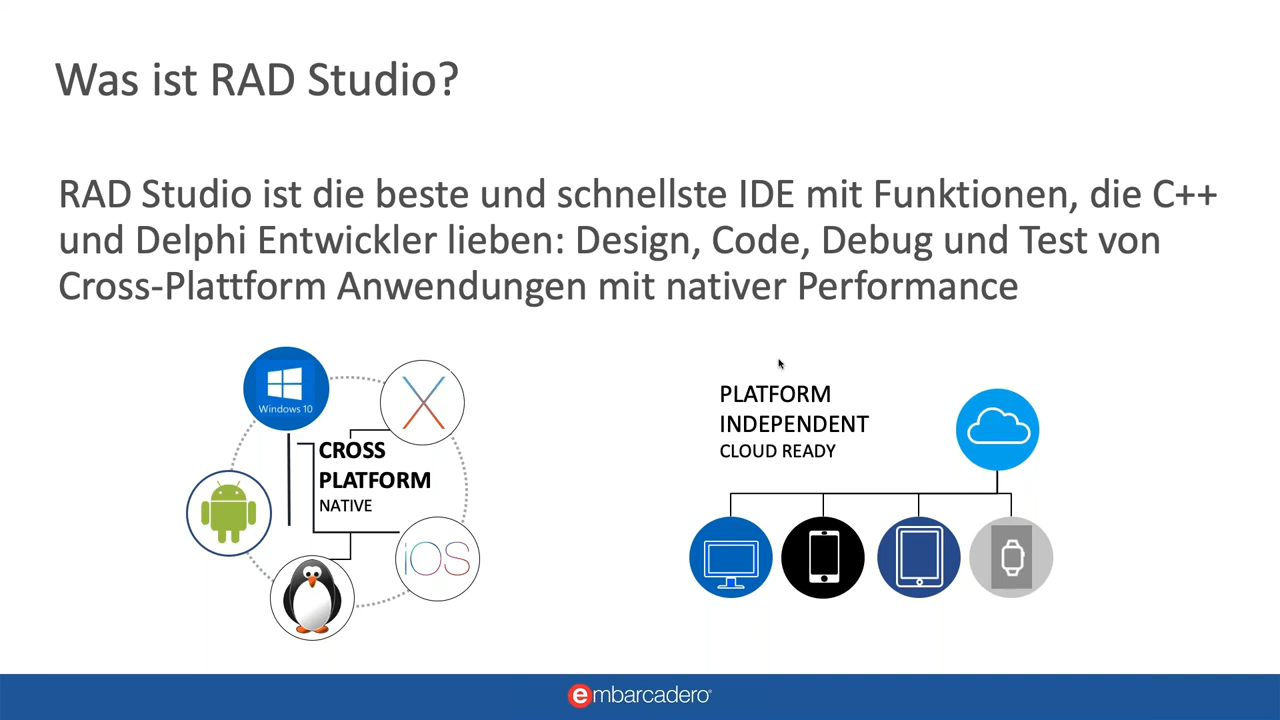 Was ist RAD Studio?
RAD Studio ist die beste und schnellste IDE mit Funktionen, die C++
und Delphi Entwickler lieben: Design, Code, Debug und Test von
Cross-Plattform Anwendungen mit nativer Performance
Windows 10
CROSS
PLATFORM
NATIVE
iOS
PLATFORM
INDEPENDENT
CLOUD READY
embarcadero®